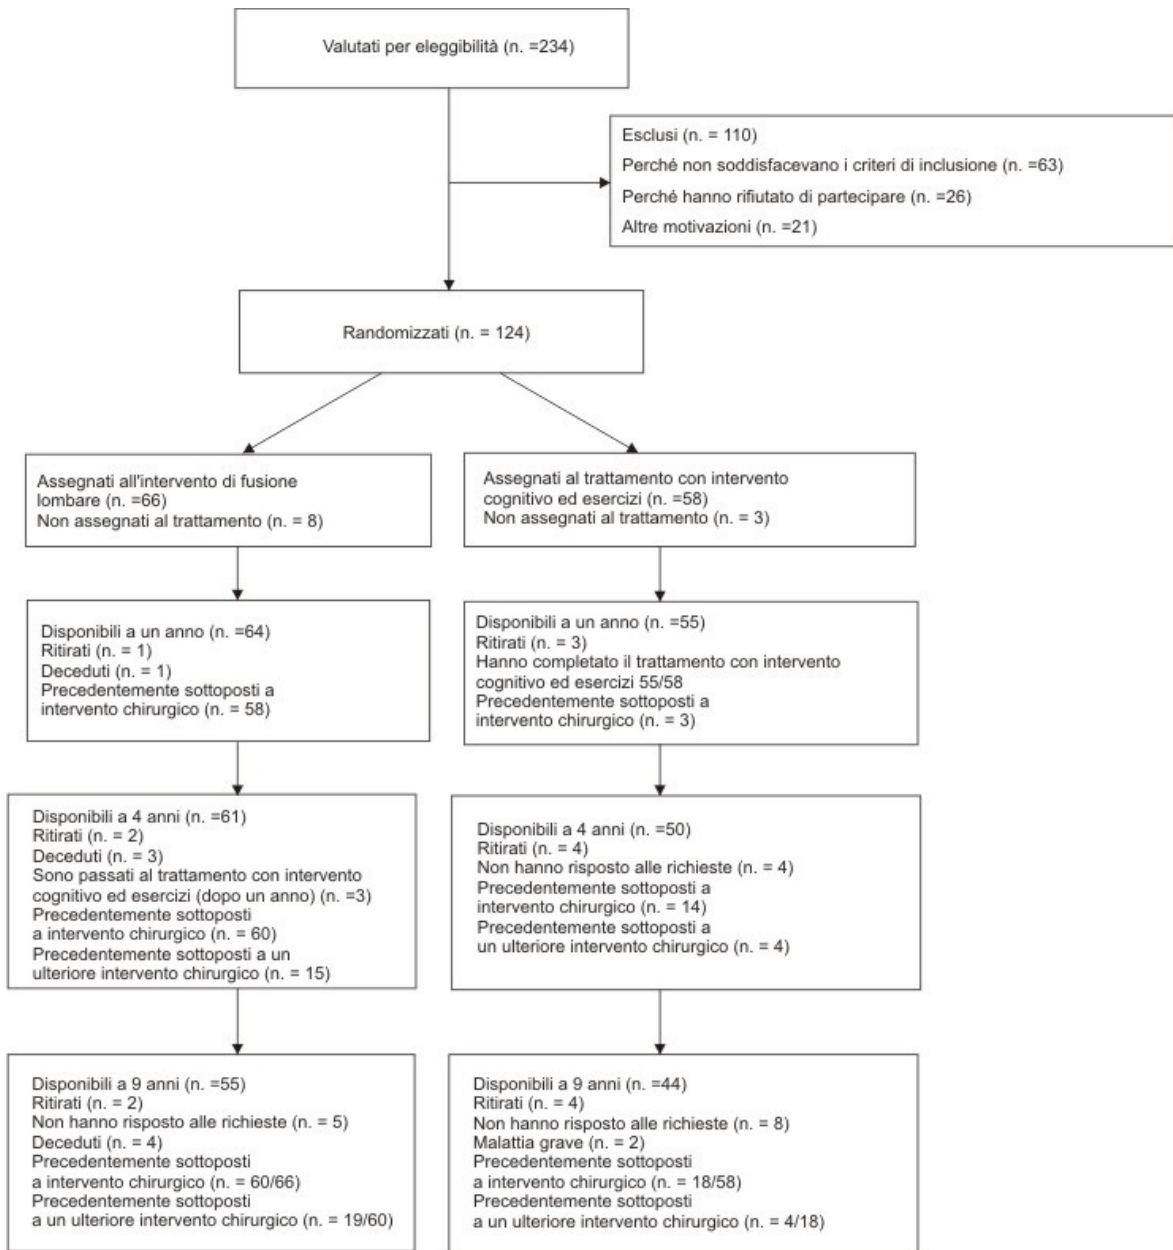 Valutati per eleggibilità (n. =234)
Esclusi (n. = 110)
Perché non soddisfacevano i criteri di inclusione (n. =63)
Perché hanno rifiutato di partecipare (n. =26)
Altre motivazioni (n. =21)
Randomizzati (n. = 124)
Assegnati all'intervento di fusione
lombare (n. =66)
Non assegnati al trattamento (n. = 8)
Assegnati al trattamento con intervento
cognitivo ed esercizi (n. =58)
Non assegnati al trattamento (n. = 3)
Disponibili a un anno (n. =64)
Ritirati (n. = 1)
Deceduti (n. = 1)
Precedentemente sottoposti a
intervento chirurgico (n. = 58)
Disponibili a un anno (n. =55)
Ritirati (n. = 3)
Hanno completato il trattamento con intervento
cognitivo ed esercizi 55/58
Precedentemente sottoposti a
intervento chirurgico (n. = 3)
Disponibili a 4 anni (n. =61)
Ritirati (n. = 2)
Deceduti (n. = 3)
Sono passati al trattamento con intervento
cognitivo ed esercizi (dopo un anno) (n. =3)
Precedentemente sottoposti
a intervento chirurgico (n. = 60)
Precedentemente sottoposti a un
ulteriore intervento chirurgico (n. = 15)
Disponibili a 4 anni (n. =50)
Ritirati (n. = 4)
Non hanno risposto alle richieste (n. = 4)
Precedentemente sottoposti a
intervento chirurgico (n. = 14)
Precedentemente sottoposti a
un ulteriore intervento chirurgico (n. = 4)
Disponibili a 9 anni (n. =55)
Ritirati (n. = 2)
Non hanno risposto alle richieste (n. = 5)
Deceduti (n. = 4)
Precedentemente sottoposti
a intervento chirurgico (n. = 60/66)
Precedentemente sottoposti
a un ulteriore intervento chirurgico (n. = 19/60)
Disponibili a 9 anni (n. =44)
Ritirati (n. = 4)
Non hanno risposto alle richieste (n. = 8)
Malattia grave (n. = 2)
Precedentemente sottoposti
a intervento chirurgico (n. = 18/58)
Precedentemente sottoposti
a un ulteriore intervento chirurgico (n. = 4/18)